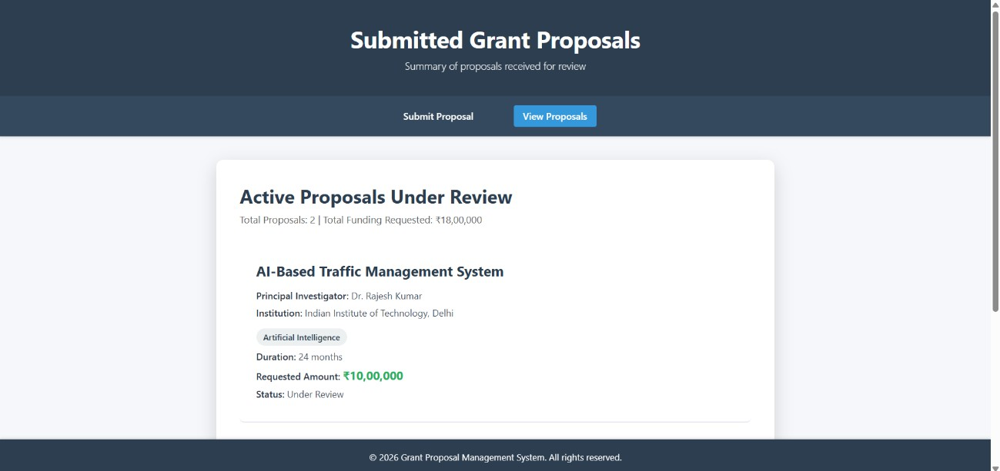 Submitted Grant Proposals
Summary of proposals received for review
Submit Proposal
View Proposals
Active Proposals Under Review
Total Proposals: 2 | Total Funding Requested: ₹18,00,000
AI-Based Traffic Management System
Principal Investigator: Dr. Rajesh Kumar
Institution: Indian Institute of Technology, Delhi
Artificial Intelligence
Duration: 24 months
Requested Amount: ₹10,00,000
Status: Under Review
© 2026 Grant Proposal Management System. All rights reserved.